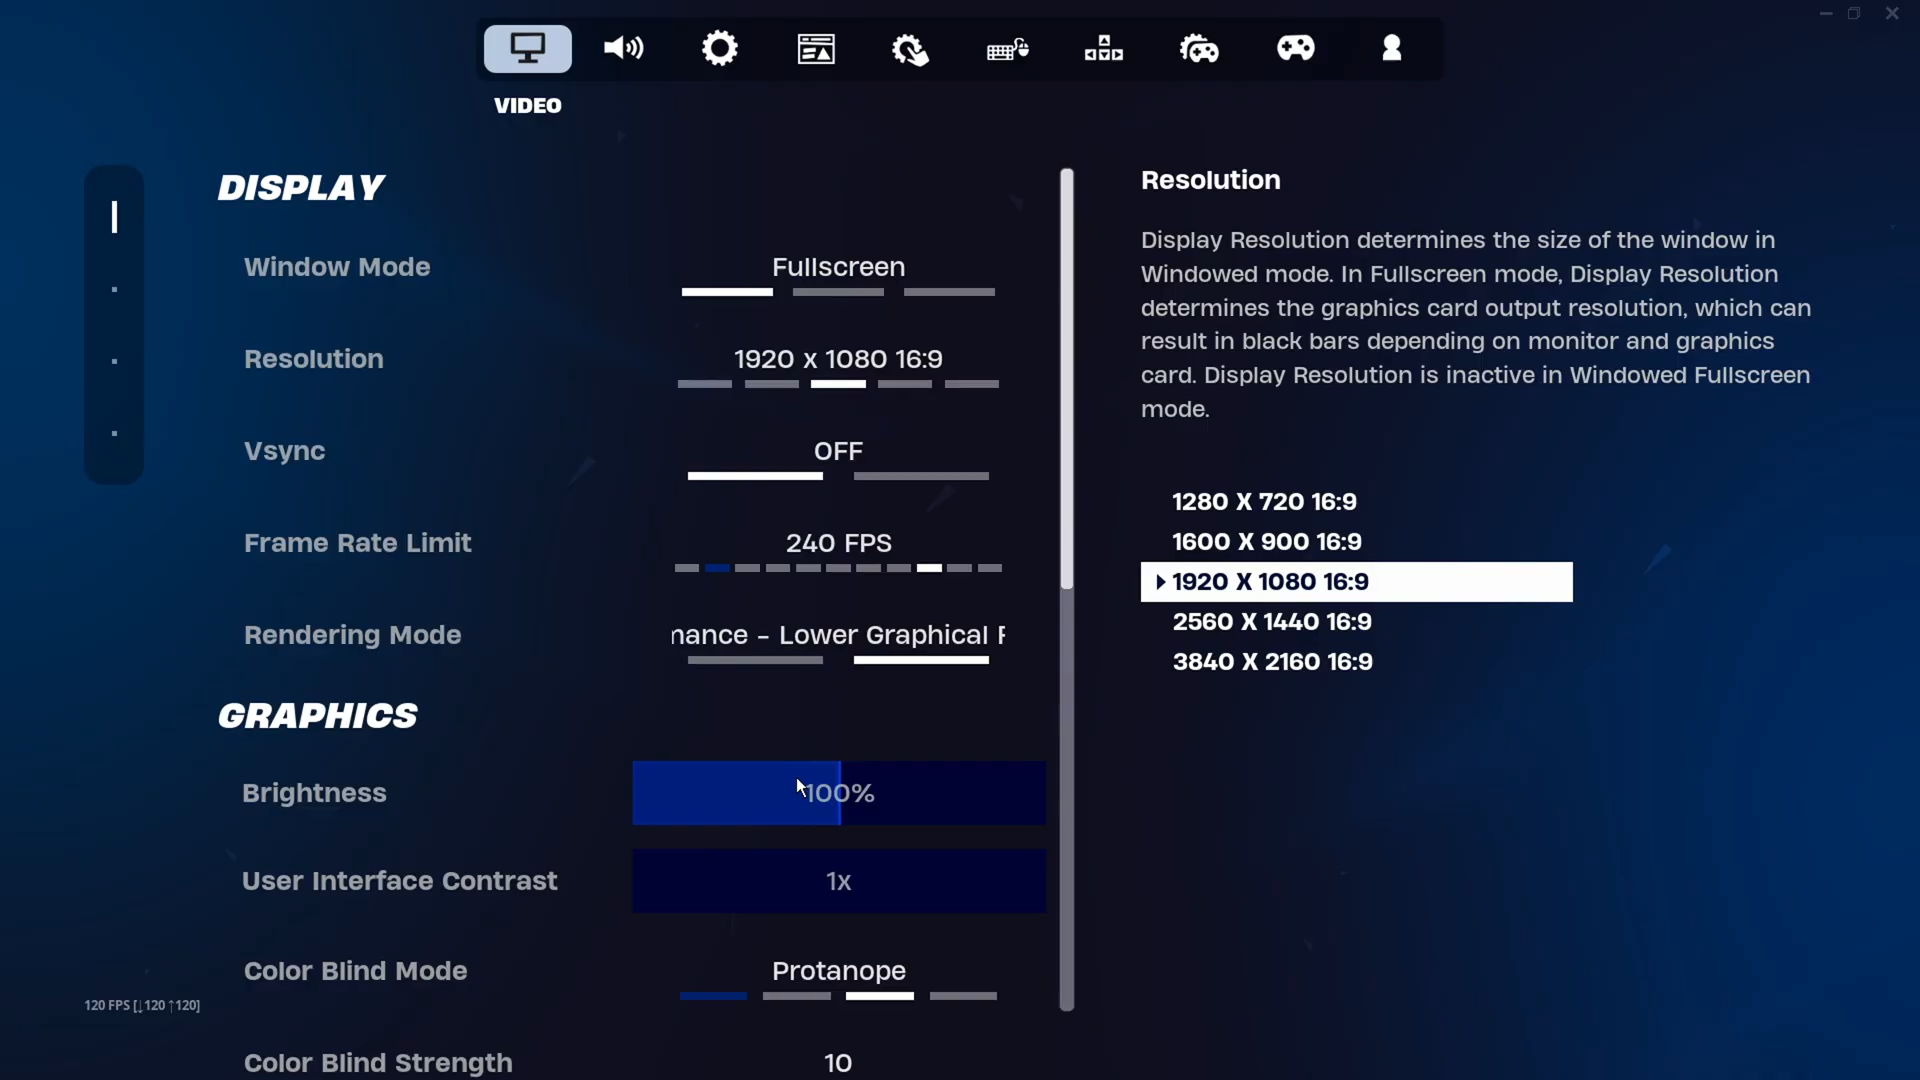 VIDEO
DISPLAY
Window Mode
Fullscreen
Resolution
1920 x 1080 16:9
Vsync
OFF
Frame Rate Limit
240 FPS
Rendering Mode
mance - Lower Graphical F
GRAPHICS
Brightness
100%
User Interface Contrast
1x
Color Blind Mode
Protanope
Color Blind Strength
10
120 FPS [↓120 ↑120]
Resolution
Display Resolution determines the size of the window in
Windowed mode. In Fullscreen mode, Display Resolution
determines the graphics card output resolution, which can
result in black bars depending on monitor and graphics
card. Display Resolution is inactive in Windowed Fullscreen
mode.
1280 X 720 16:9
1600 X 900 16:9
1920 X 1080 16:9
2560 X 1440 16:9
3840 X 2160 16:9